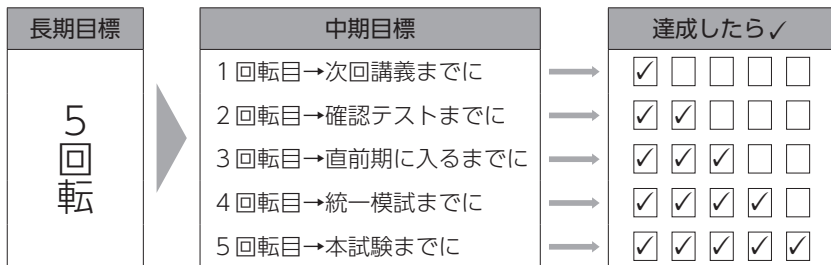 長期目標
5回転
中期目標
1回転目→次回講義までに
2回転目→確認テストまでに
3回転目→直前期に入るまでに
4回転目→統一模試までに
5回転目→本試験までに
達成したら✓